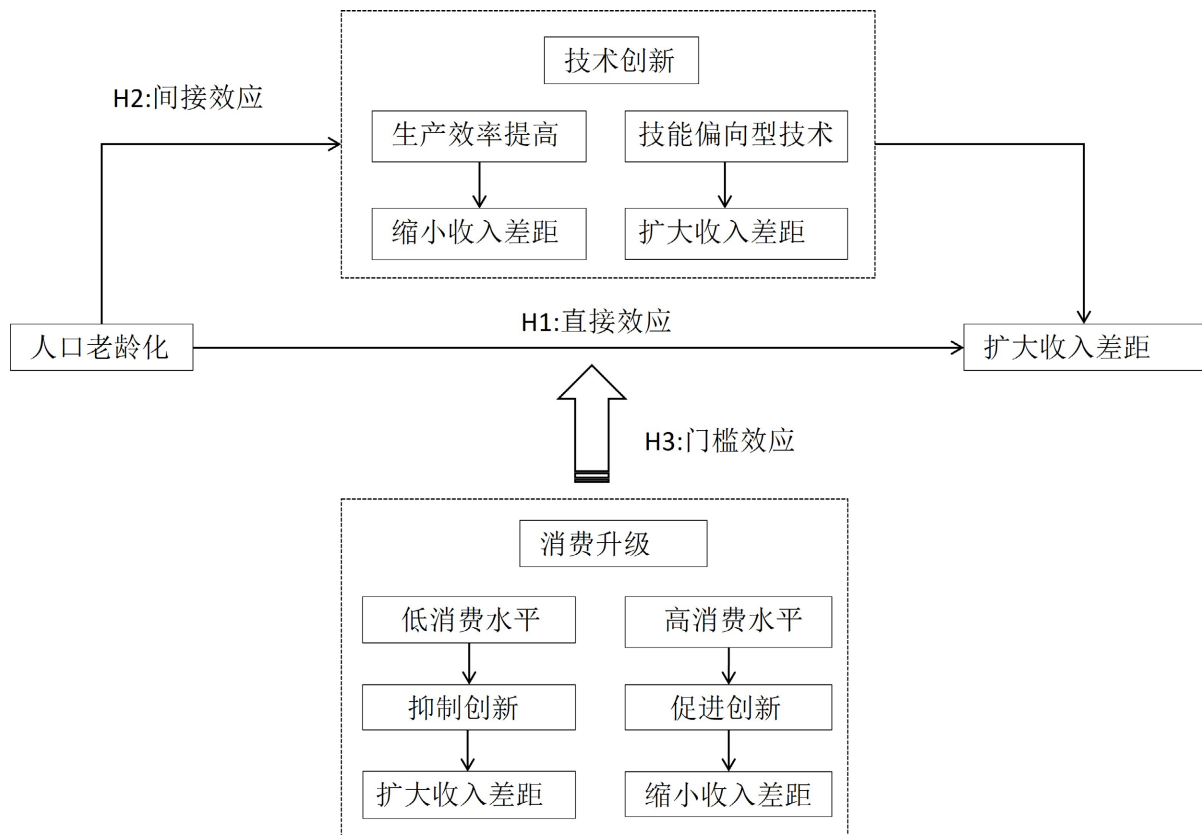 技术创新
H2:间接效应
生产效率提高
技能偏向型技术
缩小收入差距
扩大收入差距
H1:直接效应
人口老龄化
扩大收入差距
H3:门槛效应
消费升级
低消费水平
高消费水平
抑制创新
促进创新
扩大收入差距
缩小收入差距